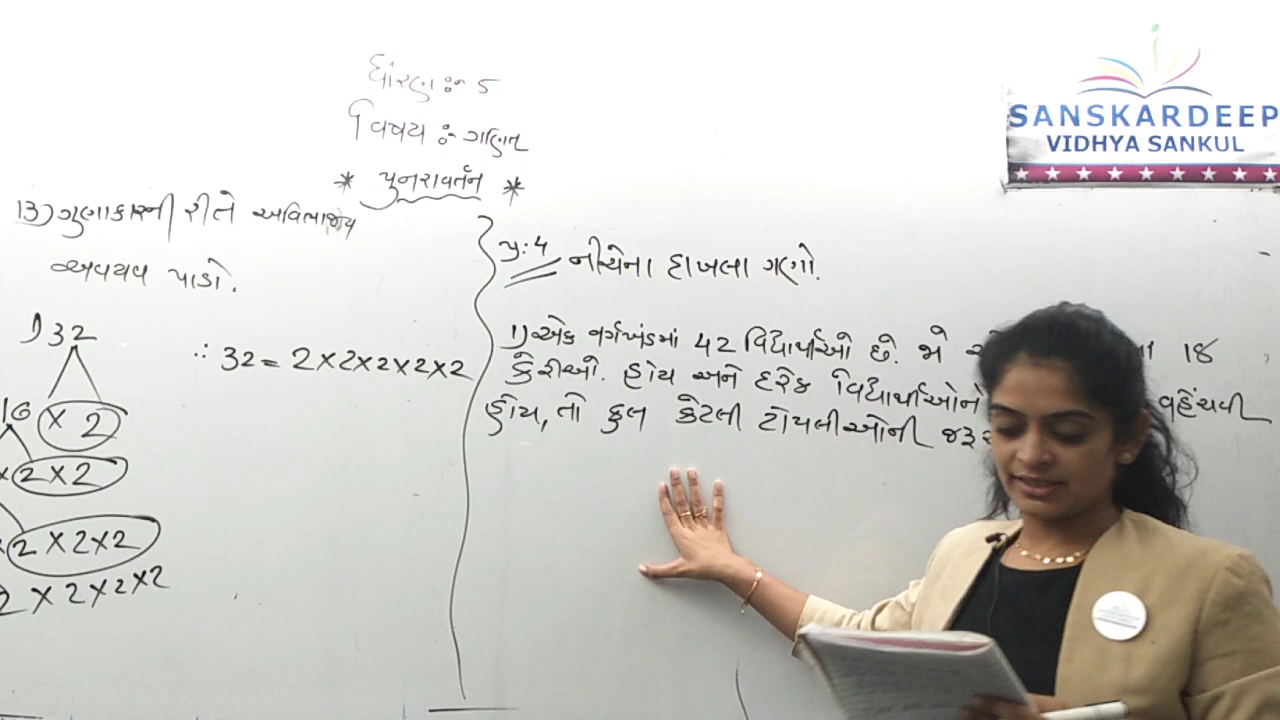 ધોરણ :- 5
વિષય :- ગણિત
* પુનરાવર્તન *
SANSKARDEEP
VIDHYA SANKUL
13) ગુણાકારની રીતે અવિભાજ્ય
અવયવ પાડો.
1) 32
16 × 2
× 2 × 2
× 2 × 2 × 2
2 × 2 × 2 × 2
∴ 32 = 2 × 2 × 2 × 2 × 2
પ્ર: 4 નીચેના દાખલા ગણો.
1) એક વર્ગખંડમાં 42 વિદ્યાર્થીઓ છે. જો 18
કેરીઓ. હોય અને દરેક વિદ્યાર્થીઓને વહેંચવી
હોય, તો કુલ કેટલી ટોપલીઓની